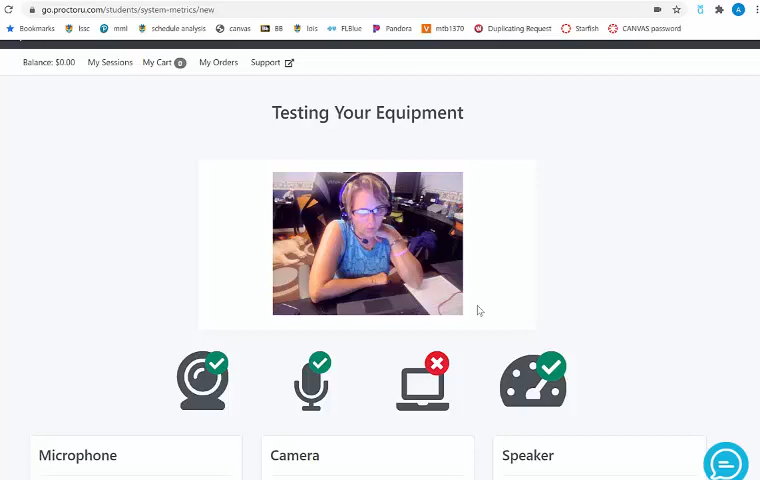 go.proctoru.com/students/system-metrics/new
A
Bookmarks lssc mml schedule analysis canvas BB lois FLBlue Pandora mtb1370 Duplicating Request Starfish CANVAS password
Balance: $0.00 My Sessions My Cart 0 My Orders Support
Testing Your Equipment
Microphone Camera Speaker